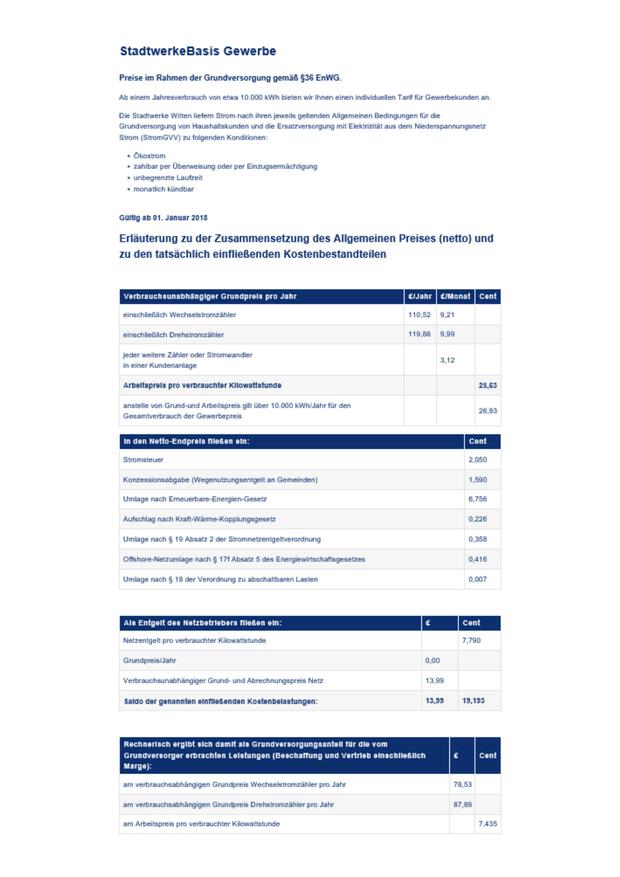 StadtwerkeBasis Gewerbe
Preise im Rahmen der Grundversorgung gemäß §36 EnWG.
Ab einem Jahresverbrauch von etwa 10.000 kWh bieten wir Ihnen einen individuellen Tarif für Gewerbekunden an.
Die Stadtwerke Witten liefern Strom nach ihren jeweils geltenden Allgemeinen Bedingungen für die
Grundversorgung von Haushaltskunden und die Ersatzversorgung mit Elektrizität aus dem Niederspannungsnetz
Strom (StromGVV) zu folgenden Konditionen:
• Ökostrom
• zahlbar per Überweisung oder per Einzugsermächtigung
• unbegrenzte Laufzeit
• monatlich kündbar
Gültig ab 01. Januar 2018
Erläuterung zu der Zusammensetzung des Allgemeinen Preises (netto) und
zu den tatsächlich einfließenden Kostenbestandteilen
Verbrauchsunabhängiger Grundpreis pro Jahr €/Jahr €/Monat Cent
einschließlich Wechselstromzähler 110,52 9,21
einschließlich Drehstromzähler 119,88 9,99
jeder weitere Zähler oder Stromwandler
in einer Kundenanlage 3,12
Arbeitspreis pro verbrauchter Kilowattstunde 25,63
anstelle von Grund-und Arbeitspreis gilt über 10.000 kWh/Jahr für den
Gesamtverbrauch der Gewerbepreis 26,83
In den Netto-Endpreis fließen ein: Cent
Stromsteuer 2,050
Konzessionsabgabe (Wegenutzungsentgelt an Gemeinden) 1,590
Umlage nach Erneuerbare-Energien-Gesetz 6,756
Aufschlag nach Kraft-Wärme-Kopplungsgesetz 0,226
Umlage nach § 19 Absatz 2 der Stromnetzentgeltverordnung 0,358
Offshore-Netzumlage nach § 17f Absatz 5 des Energiewirtschaftsgesetzes 0,416
Umlage nach § 18 der Verordnung zu abschaltbaren Lasten 0,007
Als Entgelt des Netzbetreibers fließen ein: € Cent
Netzentgelt pro verbrauchter Kilowattstunde 7,790
Grundpreis/Jahr 0,00
Verbrauchsunabhängiger Grund- und Abrechnungspreis Netz 13,99
Saldo der genannten einfließenden Kostenbelastungen: 13,99 19,193
Rechnerisch ergibt sich damit als Grundversorgungsanteil für die vom
Grundversorger erbrachten Leistungen (Beschaffung und Vertrieb einschließlich € Cent
Marge):
am verbrauchsabhängigen Grundpreis Wechselstromzähler pro Jahr 78,53
am verbrauchsabhängigen Grundpreis Drehstromzähler pro Jahr 87,89
am Arbeitspreis pro verbrauchter Kilowattstunde 7,435